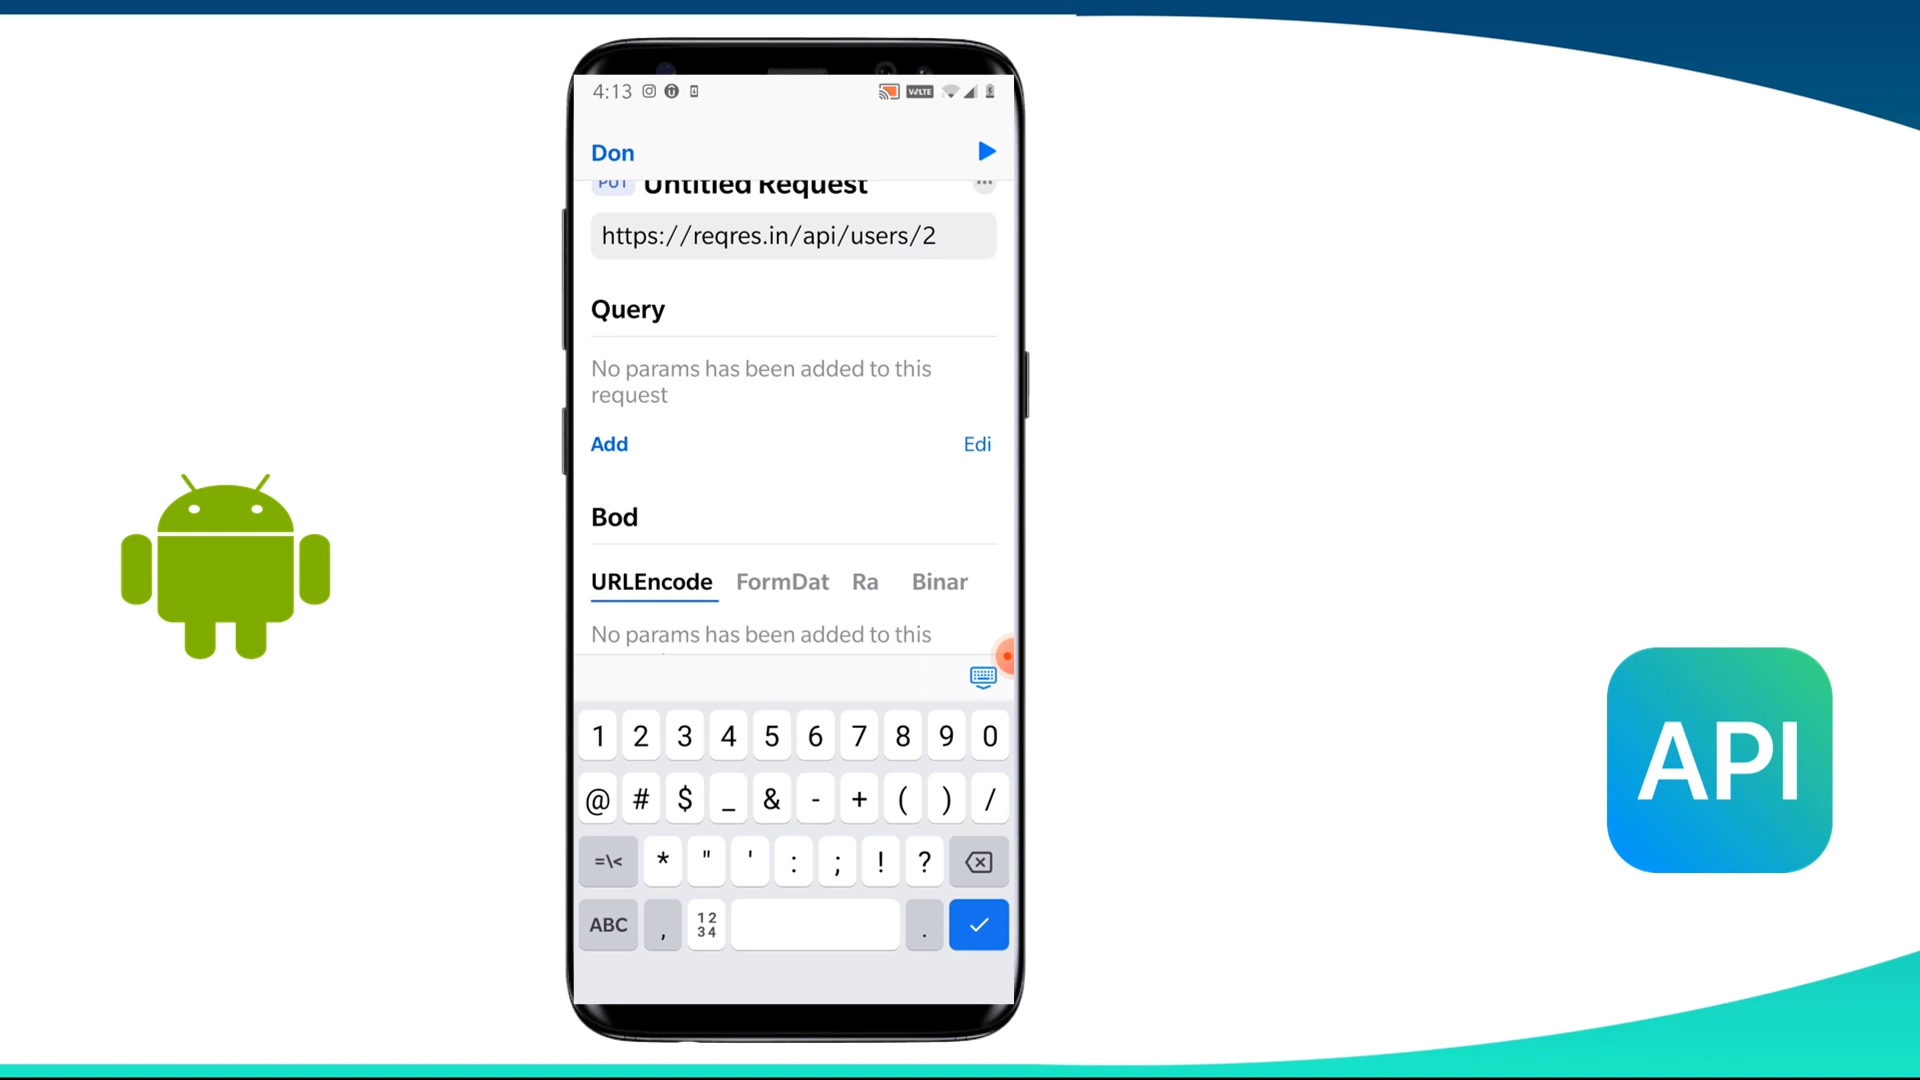 4:13 VoLTE
Don
PUT Untitled Request
https://reqres.in/api/users/2
Query
No params has been added to this
request
Add Edi
Bod
URLEncode FormDat Ra Binar
No params has been added to this
1 2 3 4 5 6 7 8 9 0
@ # $ _ & - + ( ) /
=\< * " ' : ; ! ?
ABC , 12 34 .
API